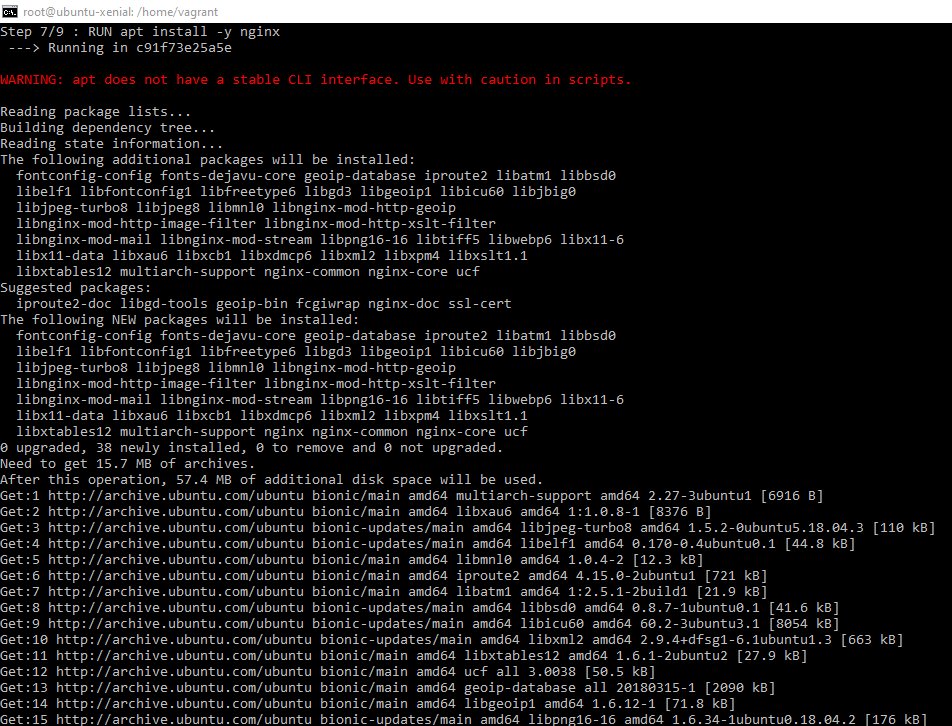 root@ubuntu-xenial: /home/vagrant
Step 7/9 : RUN apt install -y nginx
 ---> Running in c91f73e25a5e
WARNING: apt does not have a stable CLI interface. Use with caution in scripts.
Reading package lists...
Building dependency tree...
Reading state information...
The following additional packages will be installed:
  fontconfig-config fonts-dejavu-core geoip-database iproute2 libatm1 libbsd0
  libelf1 libfontconfig1 libfreetype6 libgd3 libgeoip1 libicu60 libjbig0
  libjpeg-turbo8 libjpeg8 libmnl0 libnginx-mod-http-geoip
  libnginx-mod-http-image-filter libnginx-mod-http-xslt-filter
  libnginx-mod-mail libnginx-mod-stream libpng16-16 libtiff5 libwebp6 libx11-6
  libx11-data libxau6 libxcb1 libxdmcp6 libxml2 libxpm4 libxslt1.1
  libxtables12 multiarch-support nginx-common nginx-core ucf
Suggested packages:
  iproute2-doc libgd-tools geoip-bin fcgiwrap nginx-doc ssl-cert
The following NEW packages will be installed:
  fontconfig-config fonts-dejavu-core geoip-database iproute2 libatm1 libbsd0
  libelf1 libfontconfig1 libfreetype6 libgd3 libgeoip1 libicu60 libjbig0
  libjpeg-turbo8 libjpeg8 libmnl0 libnginx-mod-http-geoip
  libnginx-mod-http-image-filter libnginx-mod-http-xslt-filter
  libnginx-mod-mail libnginx-mod-stream libpng16-16 libtiff5 libwebp6 libx11-6
  libx11-data libxau6 libxcb1 libxdmcp6 libxml2 libxpm4 libxslt1.1
  libxtables12 multiarch-support nginx nginx-common nginx-core ucf
0 upgraded, 38 newly installed, 0 to remove and 0 not upgraded.
Need to get 15.7 MB of archives.
After this operation, 57.4 MB of additional disk space will be used.
Get:1 http://archive.ubuntu.com/ubuntu bionic/main amd64 multiarch-support amd64 2.27-3ubuntu1 [6916 B]
Get:2 http://archive.ubuntu.com/ubuntu bionic/main amd64 libxau6 amd64 1:1.0.8-1 [8376 B]
Get:3 http://archive.ubuntu.com/ubuntu bionic-updates/main amd64 libjpeg-turbo8 amd64 1.5.2-0ubuntu5.18.04.3 [110 kB]
Get:4 http://archive.ubuntu.com/ubuntu bionic-updates/main amd64 libelf1 amd64 0.170-0.4ubuntu0.1 [44.8 kB]
Get:5 http://archive.ubuntu.com/ubuntu bionic/main amd64 libmnl0 amd64 1.0.4-2 [12.3 kB]
Get:6 http://archive.ubuntu.com/ubuntu bionic/main amd64 iproute2 amd64 4.15.0-2ubuntu1 [721 kB]
Get:7 http://archive.ubuntu.com/ubuntu bionic/main amd64 libatm1 amd64 1:2.5.1-2build1 [21.9 kB]
Get:8 http://archive.ubuntu.com/ubuntu bionic-updates/main amd64 libbsd0 amd64 0.8.7-1ubuntu0.1 [41.6 kB]
Get:9 http://archive.ubuntu.com/ubuntu bionic-updates/main amd64 libicu60 amd64 60.2-3ubuntu3.1 [8054 kB]
Get:10 http://archive.ubuntu.com/ubuntu bionic-updates/main amd64 libxml2 amd64 2.9.4+dfsg1-6.1ubuntu1.3 [663 kB]
Get:11 http://archive.ubuntu.com/ubuntu bionic/main amd64 libxtables12 amd64 1.6.1-2ubuntu2 [27.9 kB]
Get:12 http://archive.ubuntu.com/ubuntu bionic/main amd64 ucf all 3.0038 [50.5 kB]
Get:13 http://archive.ubuntu.com/ubuntu bionic/main amd64 geoip-database all 20180315-1 [2090 kB]
Get:14 http://archive.ubuntu.com/ubuntu bionic/main amd64 libgeoip1 amd64 1.6.12-1 [71.8 kB]
Get:15 http://archive.ubuntu.com/ubuntu bionic-updates/main amd64 libpng16-16 amd64 1.6.34-1ubuntu0.18.04.2 [176 kB]